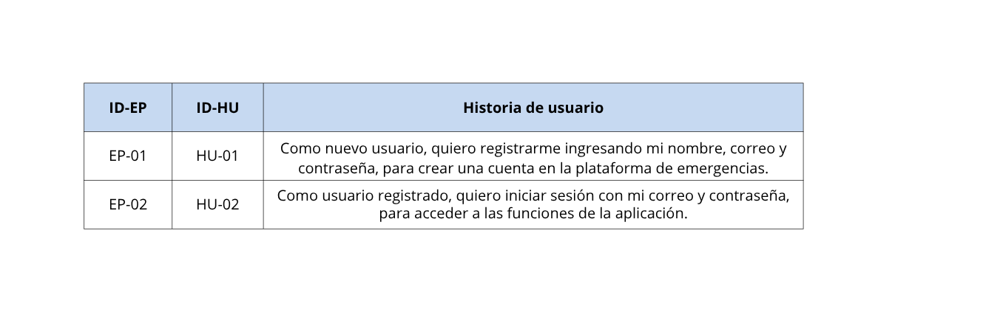 ID-EP ID-HU Historia de usuario
EP-01 HU-01 Como nuevo usuario, quiero registrarme ingresando mi nombre, correo y
contraseña, para crear una cuenta en la plataforma de emergencias.
EP-02 HU-02 Como usuario registrado, quiero iniciar sesión con mi correo y contraseña,
para acceder a las funciones de la aplicación.